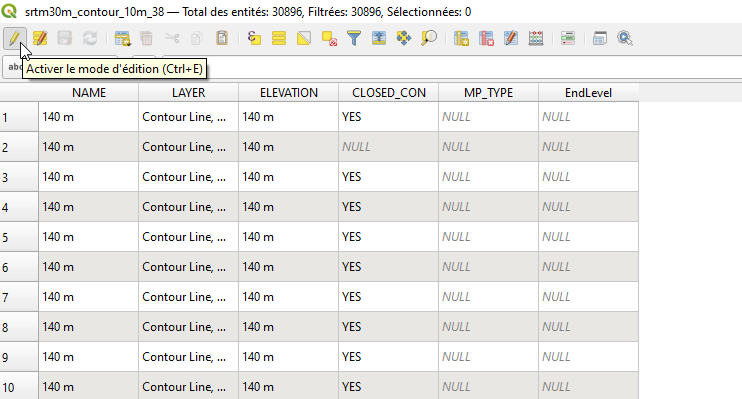 srtm30m_contour_10m_38 — Total des entités: 30896, Filtrées: 30896, Sélectionnées: 0
abc
Activer le mode d'édition (Ctrl+E)
NAME LAYER ELEVATION CLOSED_CON MP_TYPE EndLevel
1 140 m Contour Line, ... 140 m YES NULL NULL
2 140 m Contour Line, ... 140 m NULL NULL NULL
3 140 m Contour Line, ... 140 m YES NULL NULL
4 140 m Contour Line, ... 140 m YES NULL NULL
5 140 m Contour Line, ... 140 m YES NULL NULL
6 140 m Contour Line, ... 140 m YES NULL NULL
7 140 m Contour Line, ... 140 m YES NULL NULL
8 140 m Contour Line, ... 140 m YES NULL NULL
9 140 m Contour Line, ... 140 m YES NULL NULL
10 140 m Contour Line, ... 140 m YES NULL NULL